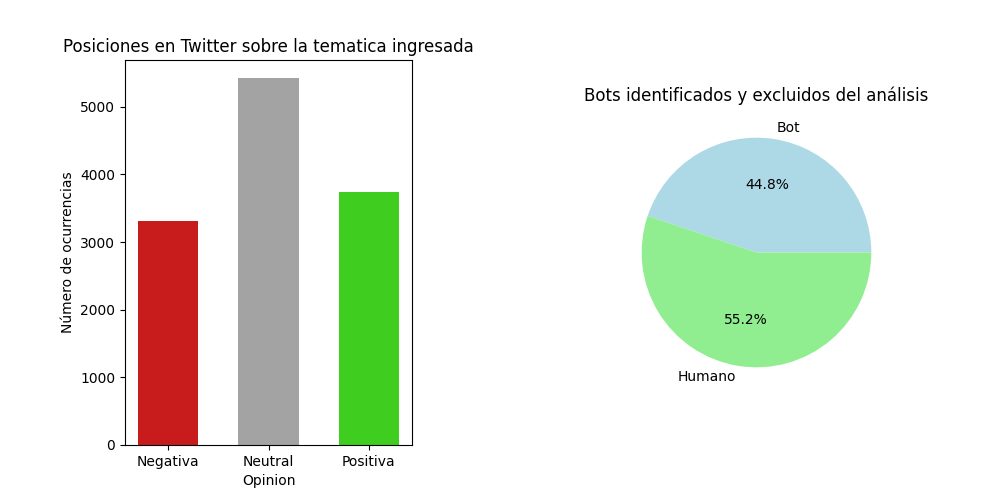 Posiciones en Twitter sobre la tematica ingresada
Número de ocurrencias
5000
4000
3000
2000
1000
0
Negativa
Neutral
Positiva
Opinion
Bots identificados y excluidos del análisis
Bot
44.8%
55.2%
Humano